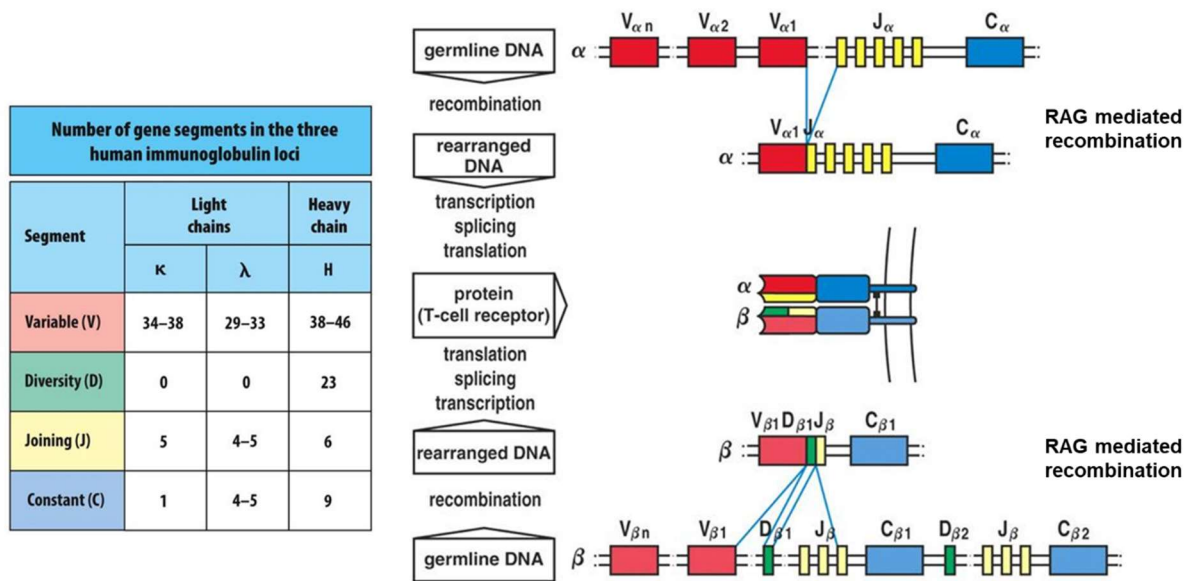 Number of gene segments in the three
human immunoglobulin loci
Segment
Light
chains
Heavy
chain
κ λ H
Variable (V) 34–38 29–33 38–46
Diversity (D) 0 0 23
Joining (J) 5 4–5 6
Constant (C) 1 4–5 9
germline DNA
α Vα n Vα2 Vα1 Jα Cα
recombination
RAG mediated
recombination
rearranged
DNA
α Vα1 Jα Cα
transcription
splicing
translation
protein
(T-cell receptor)
α
β
translation
splicing
transcription
rearranged DNA
β Vβ1 Dβ1 Jβ Cβ1
RAG mediated
recombination
recombination
germline DNA
β Vβn Vβ1 Dβ1 Jβ Cβ1 Dβ2 Jβ Cβ2